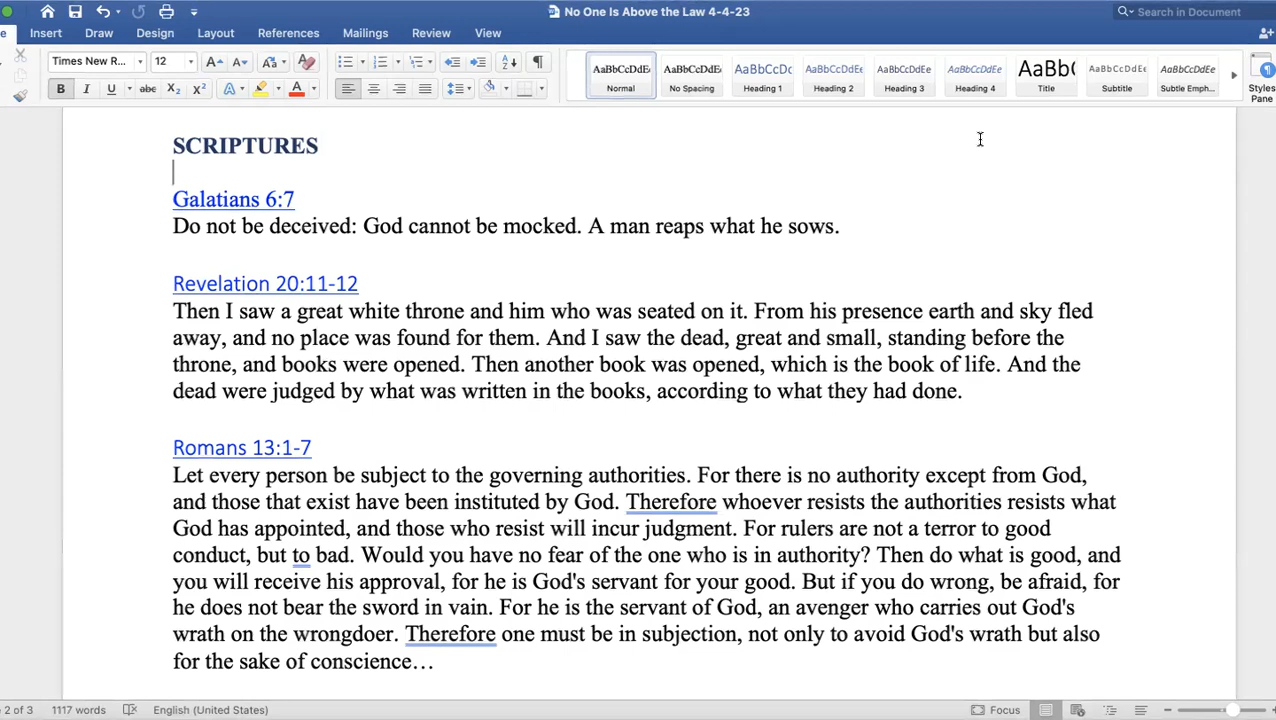 No One Is Above the Law 4-4-23
Search in Document
Insert Draw Design Layout References Mailings Review View
Times New R... 12
AaBbCcDdEe AaBbCcDdEe AaBbCcDc AaBbCcDdEe AaBbCcDdEe AaBbCcDdEe AaBb( AaBbCcDdEe AaBbCcDdEe
Normal No Spacing Heading 1 Heading 2 Heading 3 Heading 4 Title Subtitle Subtle Emph... Styles
Pane
SCRIPTURES
Galatians 6:7
Do not be deceived: God cannot be mocked. A man reaps what he sows.
Revelation 20:11-12
Then I saw a great white throne and him who was seated on it. From his presence earth and sky fled
away, and no place was found for them. And I saw the dead, great and small, standing before the
throne, and books were opened. Then another book was opened, which is the book of life. And the
dead were judged by what was written in the books, according to what they had done.
Romans 13:1-7
Let every person be subject to the governing authorities. For there is no authority except from God,
and those that exist have been instituted by God. Therefore whoever resists the authorities resists what
God has appointed, and those who resist will incur judgment. For rulers are not a terror to good
conduct, but to bad. Would you have no fear of the one who is in authority? Then do what is good, and
you will receive his approval, for he is God's servant for your good. But if you do wrong, be afraid, for
he does not bear the sword in vain. For he is the servant of God, an avenger who carries out God's
wrath on the wrongdoer. Therefore one must be in subjection, not only to avoid God's wrath but also
for the sake of conscience…
2 of 3 1117 words English (United States) Focus